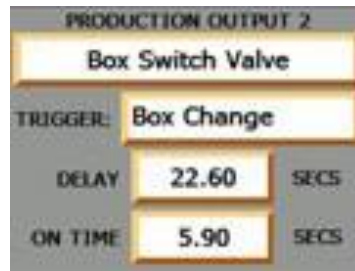 PRODUCTION OUTPUT 2
Box Switch Valve
TRIGGER: Box Change
DELAY 22.60 SECS
ON TIME 5.90 SECS